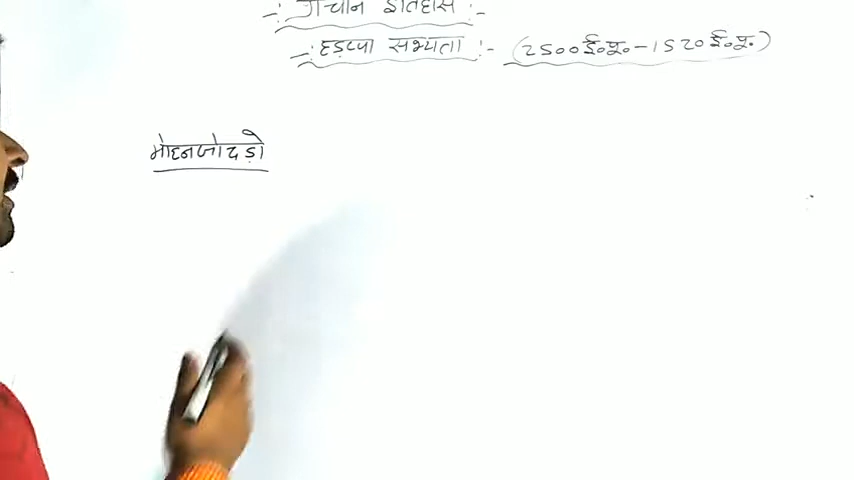 -: प्राचीन इतिहास :-
-: हड़प्पा सभ्यता :- (2500 ई०पू० - 1520 ई०पू०)
मोहनजोदड़ो